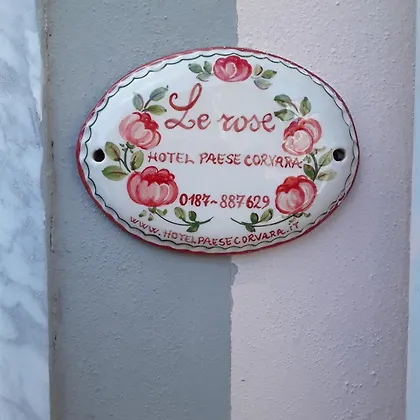 Le rose
HOTEL PAESE CORVARA
0187-887629
WWW.HOTELPAESECORVARA.IT